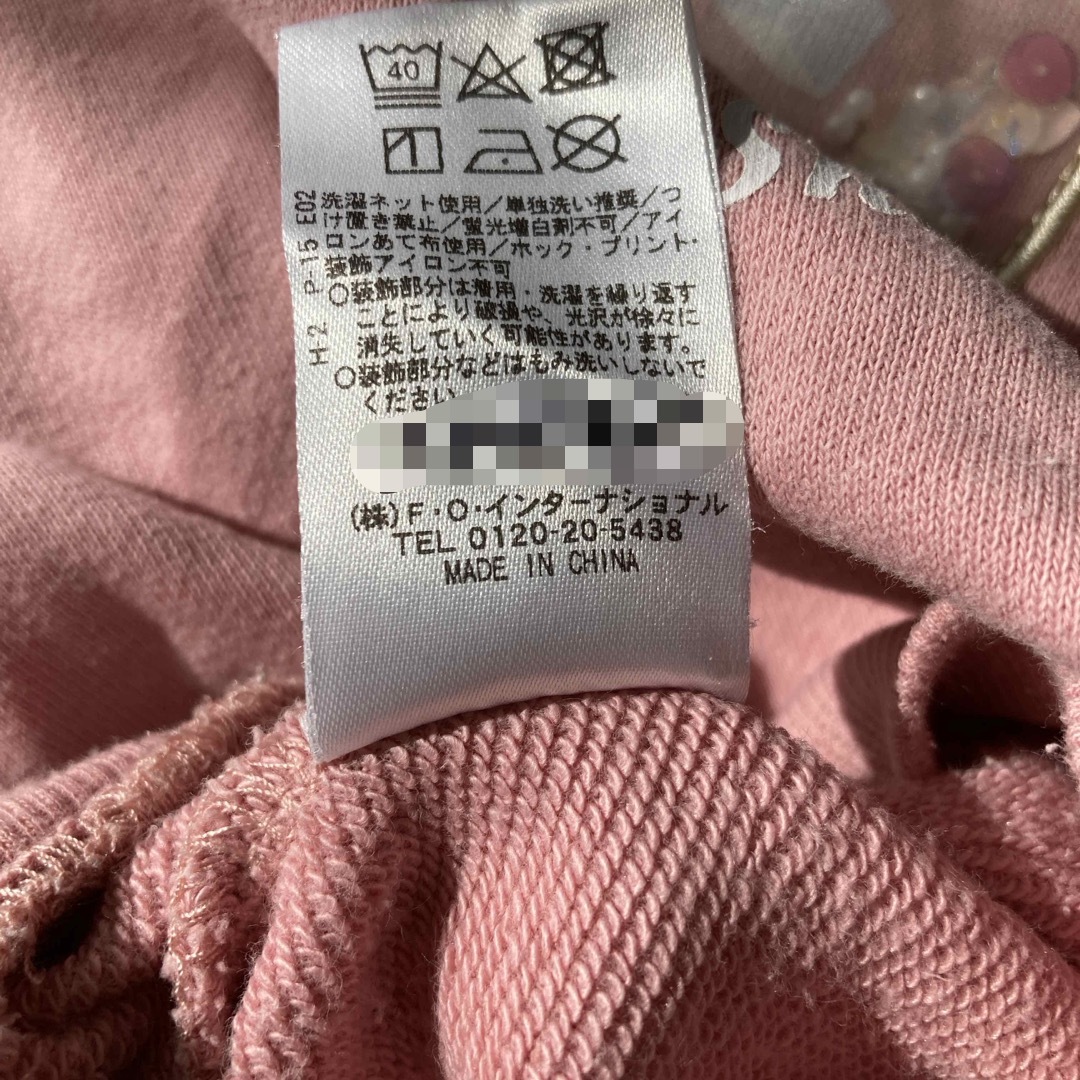 40
洗濯ネット使用/単独洗い推奨/つ
け置き禁止/蛍光増白剤不可/アイ
ロンあて布使用/ホック・プリント・
装飾アイロン不可
○装飾部分は着用・洗濯を繰り返す
ことにより破損や、光沢が徐々に
消失していく可能性があります。
○装飾部分などはもみ洗いしないで
ください
(株)F・O・インターナショナル
TEL 0120-20-5438
MADE IN CHINA
H-2 P-15 E02